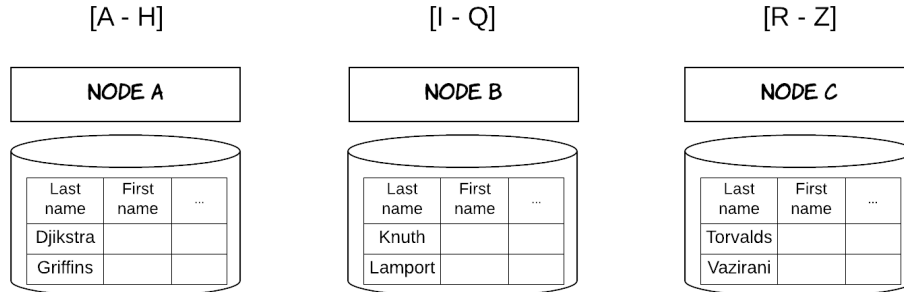 [A - H]
[I - Q]
[R - Z]
NODE A
NODE B
NODE C
Last name First name ...
Djikstra
Griffins
Last name First name ...
Knuth
Lamport
Last name First name ...
Torvalds
Vazirani